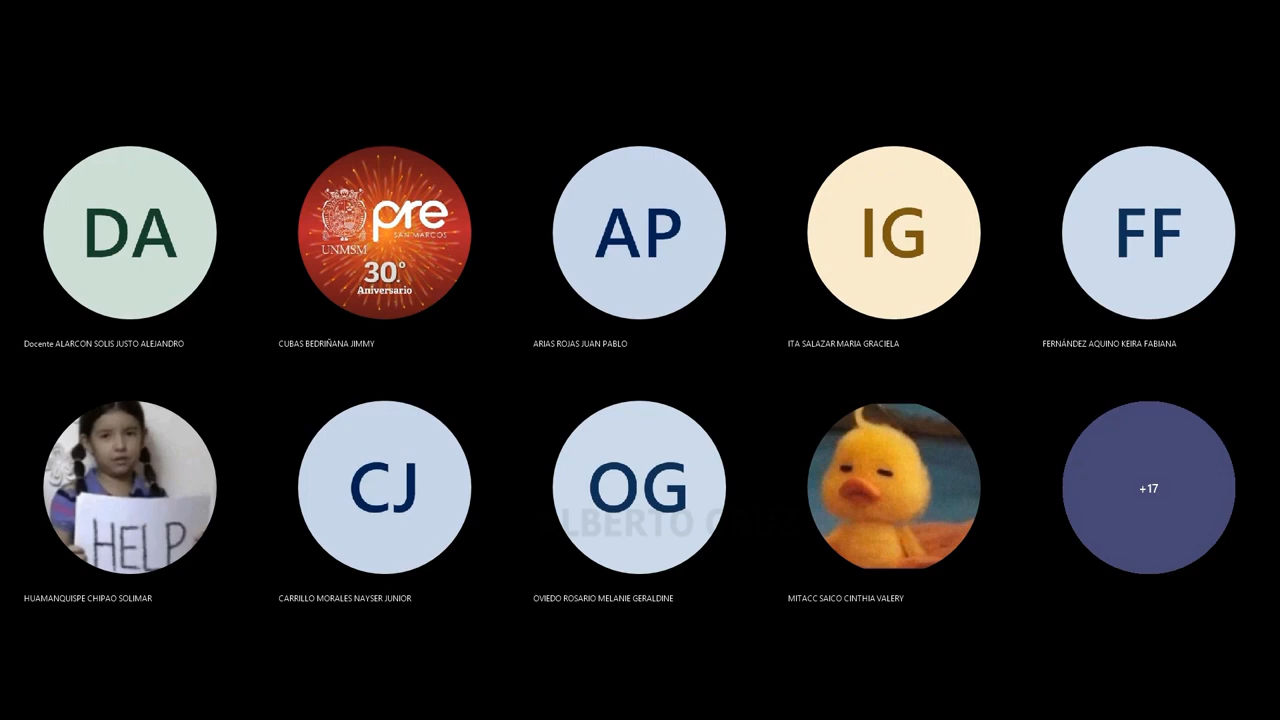 DA
UNMSM
pre
SAN MARCOS
30.º
Aniversario
AP
IG
FF
Docente ALARCON SOLIS JUSTO ALEJANDRO
CUBAS BEDRIÑANA JIMMY
ARIAS ROJAS JUAN PABLO
ITA SALAZAR MARIA GRACIELA
FERNÁNDEZ AQUINO KEIRA FABIANA
HELP
CJ
OG
ALBERTO
+17
HUAMANQUISPE CHIPAO SOLIMAR
CARRILLO MORALES NAYSER JUNIOR
OVIEDO ROSARIO MELANIE GERALDINE
MITACC SAICO CINTHIA VALERY